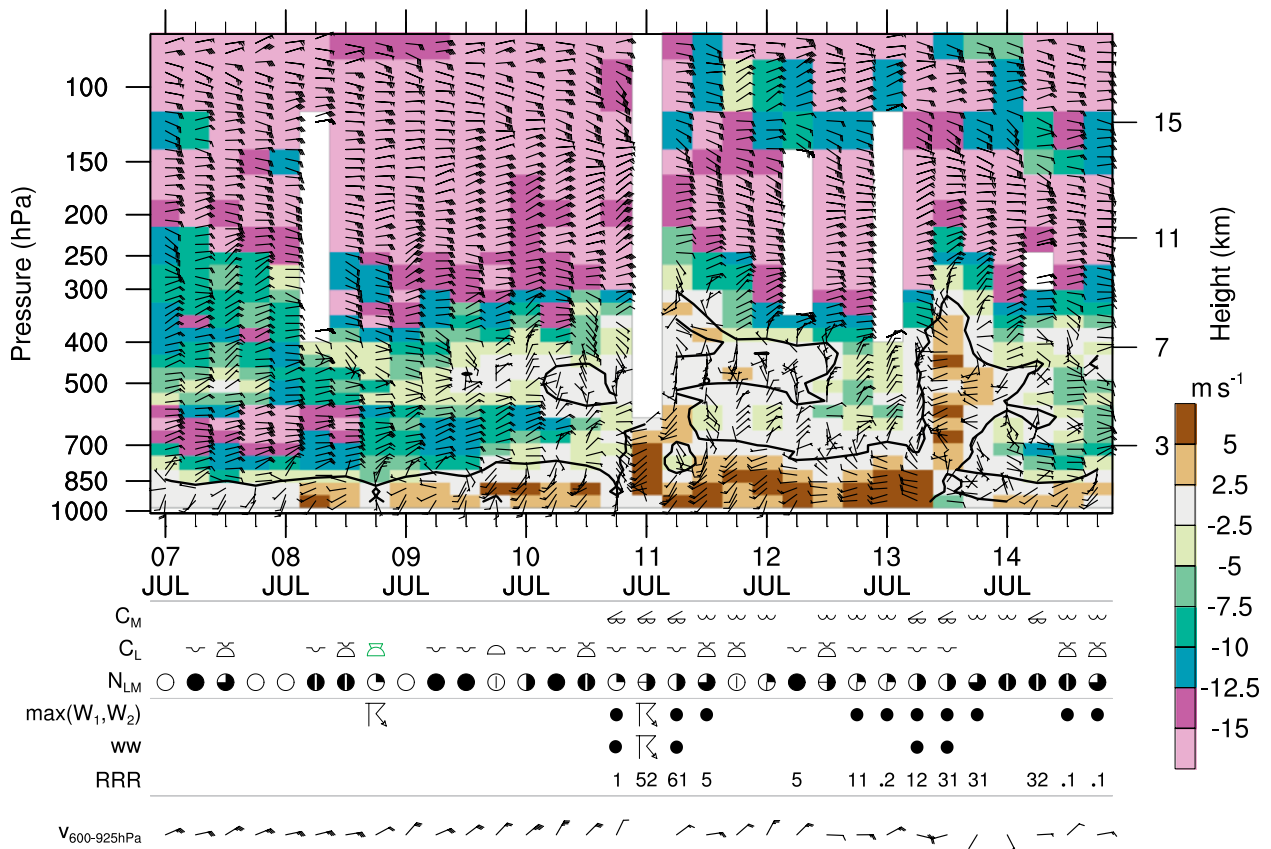 100
15
150
200
11
250
300
400
7
500
700
3
850
1000
Pressure (hPa)
Height (km)
m s-1
5
2.5
-2.5
-5
-7.5
-10
-12.5
-15
07 08 09 10 11 12 13 14
JUL JUL JUL JUL JUL JUL JUL JUL
CM
CL
NLM
max(W1,W2)
ww
RRR 1 52 61 5 5 11 .2 12 31 31 32 .1 .1
v600-925hPa